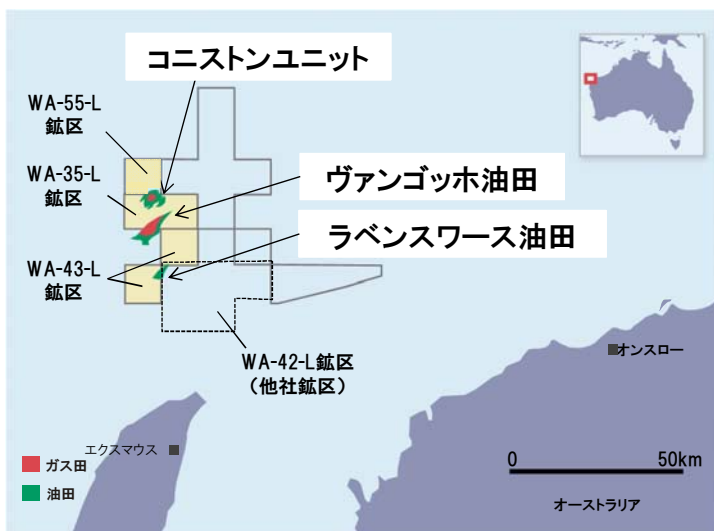 コニストンユニット
WA-55-L
鉱区
WA-35-L
鉱区
ヴァンゴッホ油田
ラベンスワース油田
WA-43-L
鉱区
WA-42-L鉱区
(他社鉱区)
オンスロー
エクスマウス
ガス田
油田
0 50km
オーストラリア